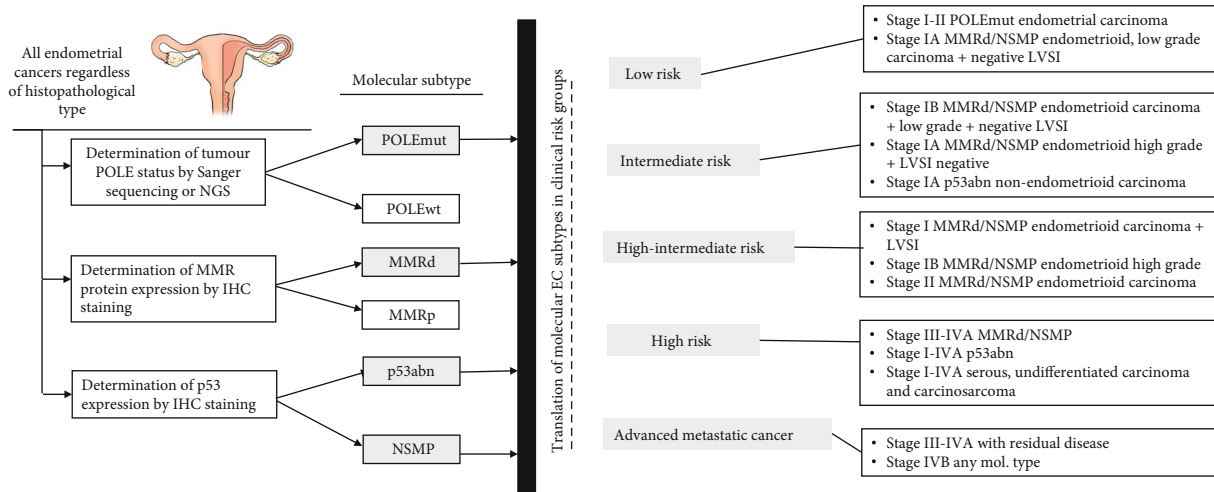 All endometrial
cancers regardless
of histopathological
type
Molecular subtype
Determination of tumour
POLE status by Sanger
sequencing or NGS
POLEmut
POLEwt
Determination of MMR
protein expression by IHC
staining
MMRd
MMRp
Determination of p53
expression by IHC staining
p53abn
NSMP
Translation of molecular EC subtypes in clinical risk groups
Low risk
• Stage I-II POLEmut endometrial carcinoma
• Stage IA MMRd/NSMP endometrioid, low grade
carcinoma + negative LVSI
Intermediate risk
• Stage IB MMRd/NSMP endometrioid carcinoma
+ low grade + negative LVSI
• Stage IA MMRd/NSMP endometrioid high grade
+ LVSI negative
• Stage IA p53abn non-endometrioid carcinoma
High-intermediate risk
• Stage I MMRd/NSMP endometrioid carcinoma +
LVSI
• Stage IB MMRd/NSMP endometrioid high grade
• Stage II MMRd/NSMP endometrioid carcinoma
High risk
• Stage III-IVA MMRd/NSMP
• Stage I-IVA p53abn
• Stage I-IVA serous, undifferentiated carcinoma
and carcinosarcoma
Advanced metastatic cancer
• Stage III-IVA with residual disease
• Stage IVB any mol. type